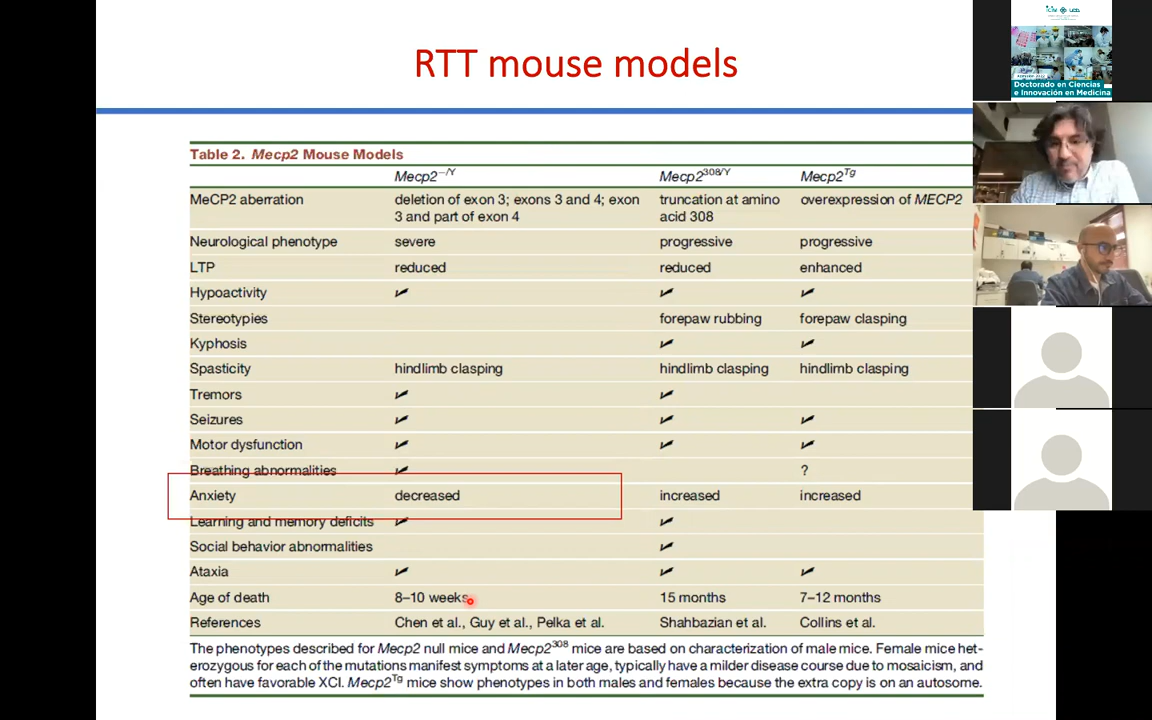 RTT mouse models
Table 2. Mecp2 Mouse Models
Mecp2−/Y Mecp2308/Y Mecp2Tg
MeCP2 aberration deletion of exon 3; exons 3 and 4; exon 3 and part of exon 4 truncation at amino acid 308 overexpression of MECP2
Neurological phenotype severe progressive progressive
LTP reduced reduced enhanced
Hypoactivity ✓ ✓ ✓
Stereotypies forepaw rubbing forepaw clasping
Kyphosis ✓ ✓
Spasticity hindlimb clasping hindlimb clasping hindlimb clasping
Tremors ✓ ✓
Seizures ✓ ✓ ✓
Motor dysfunction ✓ ✓ ✓
Breathing abnormalities ✓ ?
Anxiety decreased increased increased
Learning and memory deficits ✓ ✓
Social behavior abnormalities ✓
Ataxia ✓ ✓ ✓
Age of death 8–10 weeks 15 months 7–12 months
References Chen et al., Guy et al., Pelka et al. Shahbazian et al. Collins et al.
The phenotypes described for Mecp2 null mice and Mecp2308 mice are based on characterization of male mice. Female mice het-
erozygous for each of the mutations manifest symptoms at a later age, typically have a milder disease course due to mosaicism, and
often have favorable XCI. Mecp2Tg mice show phenotypes in both males and females because the extra copy is on an autosome.
Doctorado en Ciencias
e Innovación en Medicina